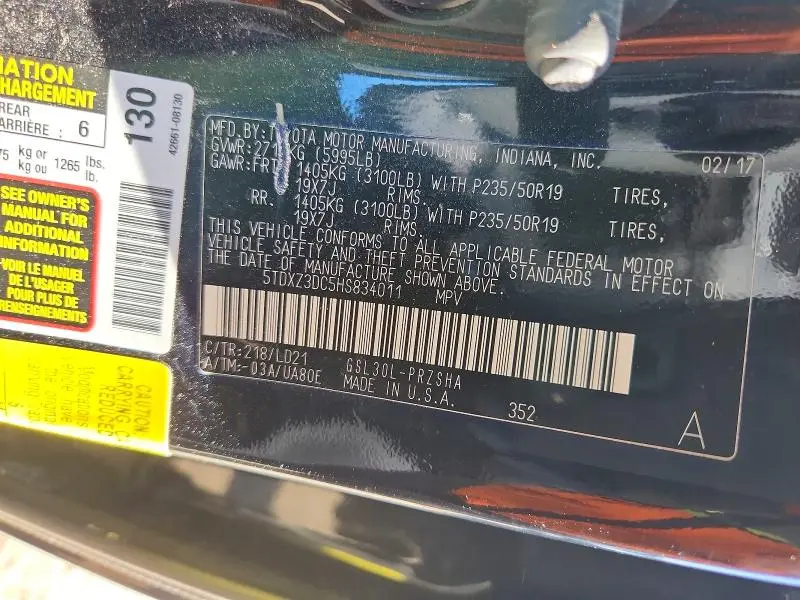 MATION
CHARGEMENT
REAR
ARRIÈRE : 6
75 kg or 1265 lbs.
kg ou lb.
SEE OWNER'S
MANUAL FOR
ADDITIONAL
INFORMATION
VOIR LE MANUEL
DE L'USAGER
POUR PLUS DE
RENSEIGNEMENTS
130
42661-08130
CAUTION
CARRYING
REDUCED
MFD. BY: TOYOTA MOTOR MANUFACTURING, INDIANA, INC. 02/17
GVWR: KG (5995LB)
GAWR: FRT. 1405KG (3100LB) WITH P235/50R19 TIRES,
19X7J RIMS,
RR. 1405KG (3100LB) WITH P235/50R19 TIRES,
19X7J RIMS
THIS VEHICLE CONFORMS TO ALL APPLICABLE FEDERAL MOTOR
VEHICLE SAFETY AND THEFT PREVENTION STANDARDS IN EFFECT ON
THE DATE OF MANUFACTURE SHOWN ABOVE.
5TDXZ3DC5HS834011 MPV
C/TR:218/LD21 GSL30L-PRZSHA
A/TM:-03A/UA80E MADE IN U.S.A.
352
A